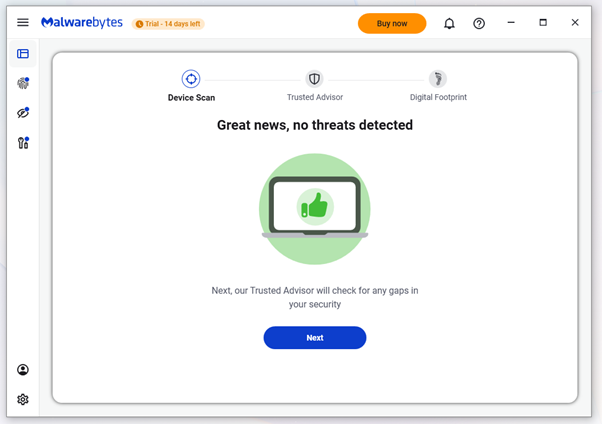 Malwarebytes
Trial - 14 days left
Buy now
Device Scan
Trusted Advisor
Digital Footprint
Great news, no threats detected
Next, our Trusted Advisor will check for any gaps in
your security
Next